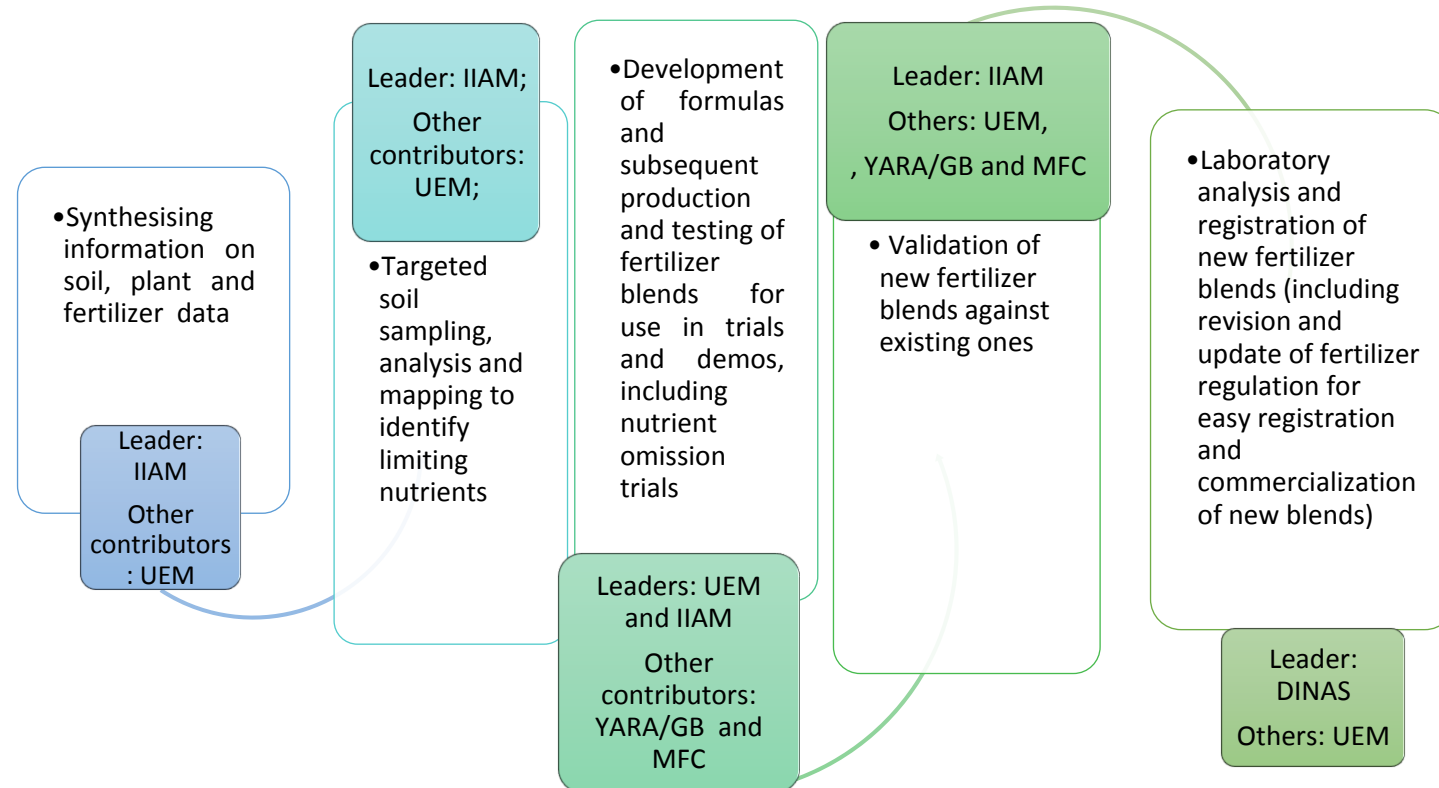 •Synthesising
information on
soil, plant and
fertilizer data
Leader:
IIAM
Other
contributors
: UEM
Leader: IIAM;
Other
contributors:
UEM;
•Targeted
soil
sampling,
analysis and
mapping to
identify
limiting
nutrients
•Development
of formulas
and
subsequent
production
and testing of
fertilizer
blends for
use in trials
and demos,
including
nutrient
omission
trials
Leaders: UEM
and IIAM
Other
contributors:
YARA/GB and
MFC
Leader: IIAM
Others: UEM,
, YARA/GB and MFC
• Validation of
new fertilizer
blends against
existing ones
•Laboratory
analysis and
registration of
new fertilizer
blends (including
revision and
update of fertilizer
regulation for
easy registration
and
commercialization
of new blends)
Leader:
DINAS
Others: UEM